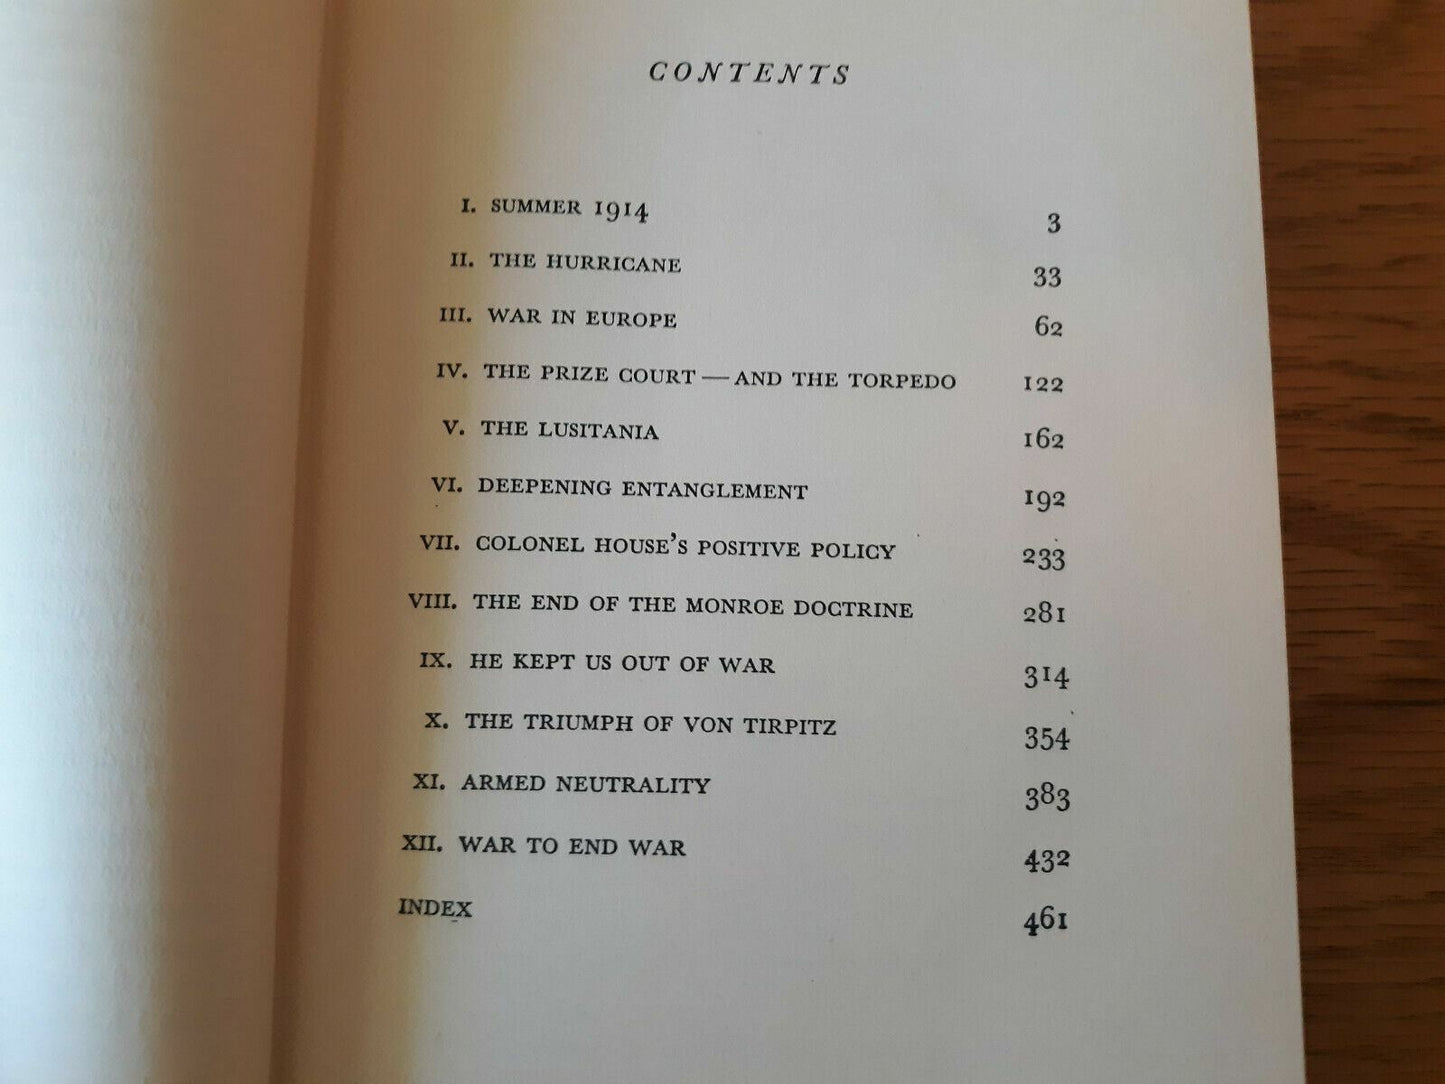 CONTENTS
I. SUMMER 1914 3
II. THE HURRICANE 33
III. WAR IN EUROPE 62
IV. THE PRIZE COURT — AND THE TORPEDO 122
V. THE LUSITANIA 162
VI. DEEPENING ENTANGLEMENT 192
VII. COLONEL HOUSE'S POSITIVE POLICY 233
VIII. THE END OF THE MONROE DOCTRINE 281
IX. HE KEPT US OUT OF WAR 314
X. THE TRIUMPH OF VON TIRPITZ 354
XI. ARMED NEUTRALITY 383
XII. WAR TO END WAR 432
INDEX 461